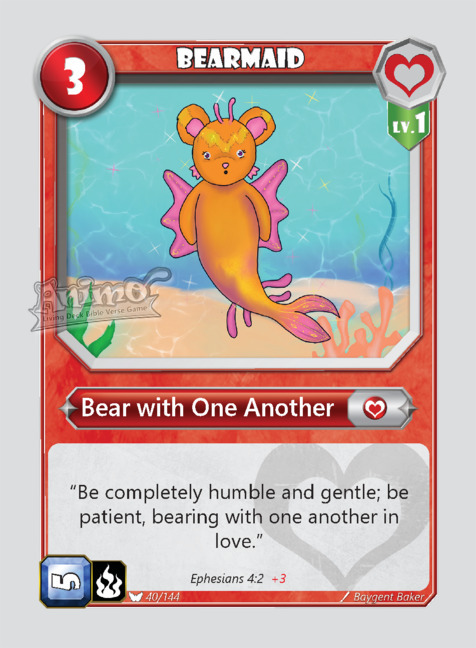 BEARMAID
3
LV.1
Animo
Living Deck Bible Verse Game
Bear with One Another
“Be completely humble and gentle; be
patient, bearing with one another in
love.”
Ephesians 4:2 +3
5
40/144
Baygent Baker